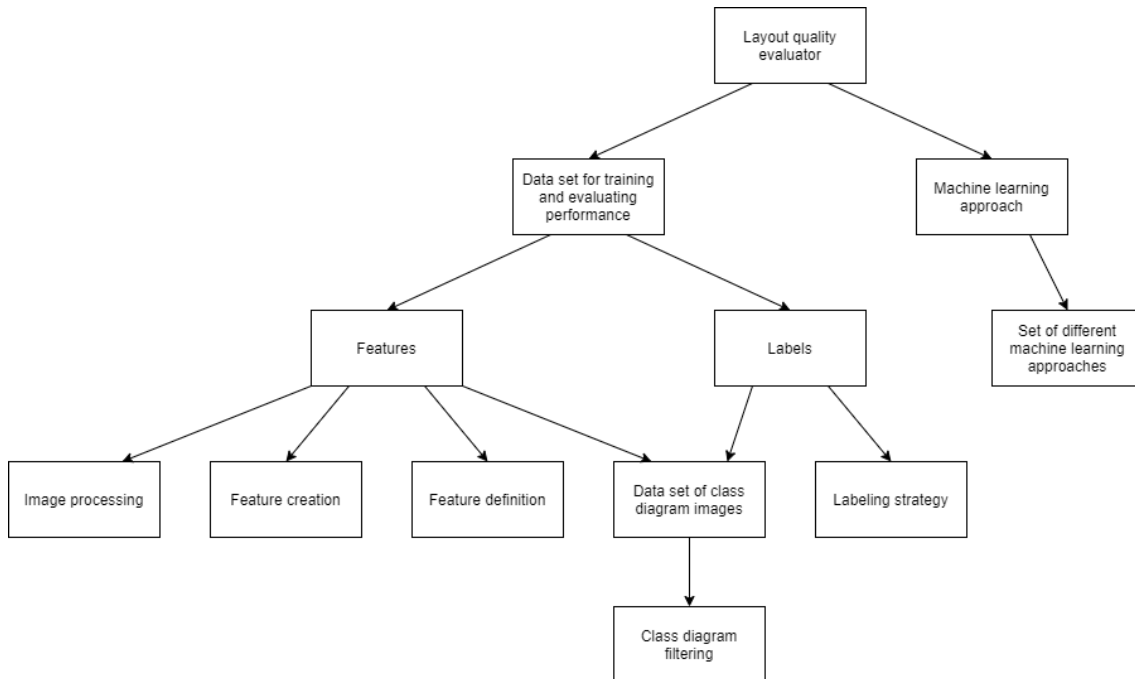 Layout quality
evaluator
Data set for training
and evaluating
performance
Machine learning
approach
Features
Labels
Set of different
machine learning
approaches
Image processing
Feature creation
Feature definition
Data set of class
diagram images
Labeling strategy
Class diagram
filtering